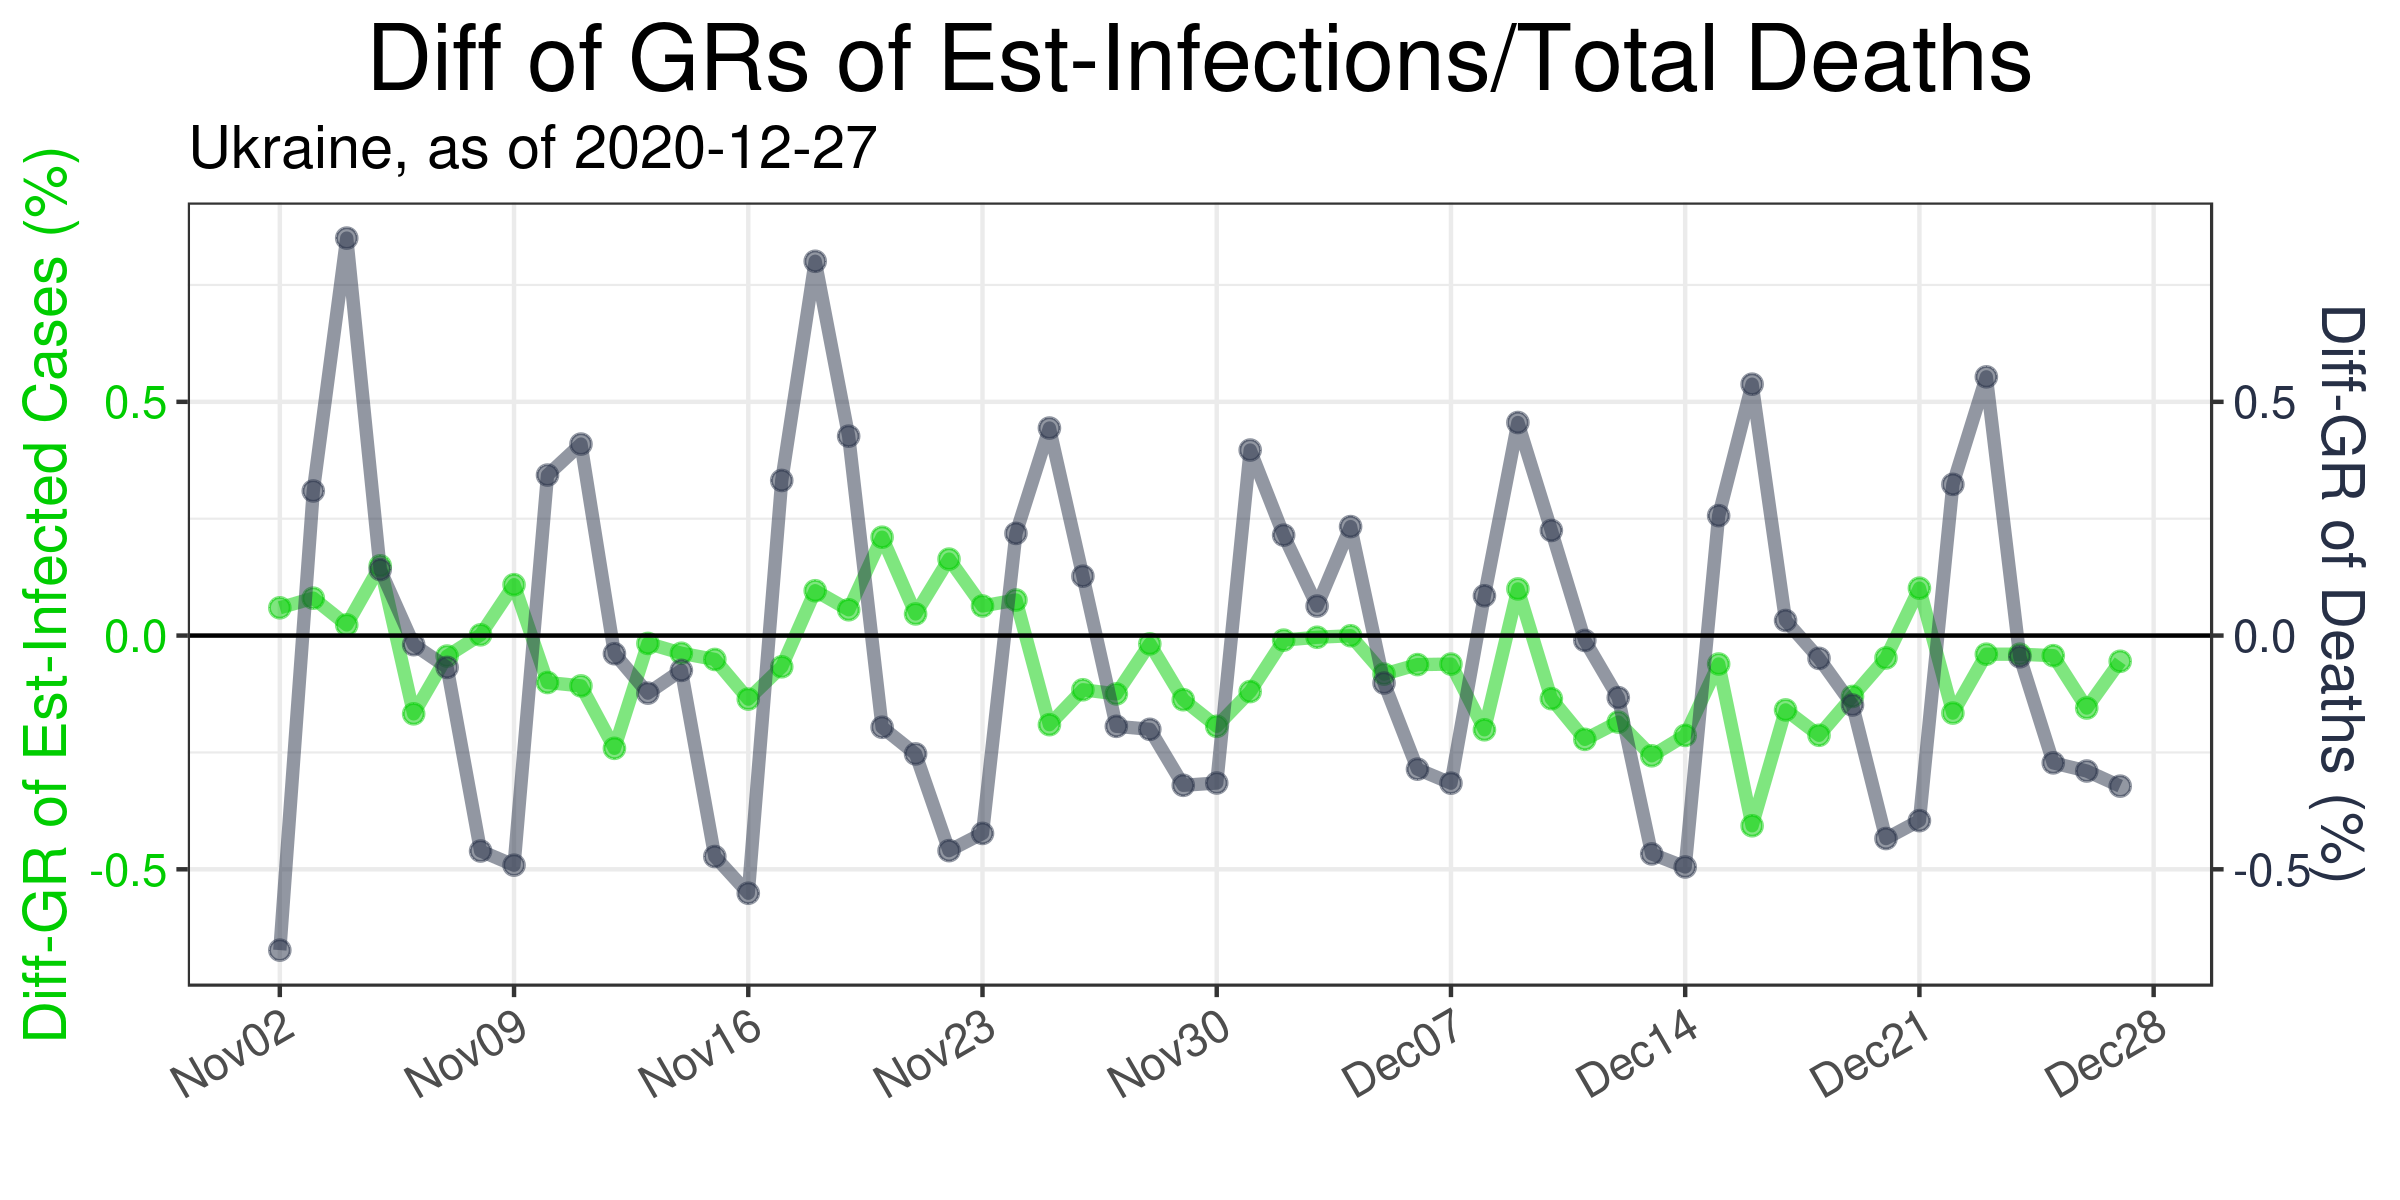 Diff of GRs of Est-Infections/Total Deaths
Ukraine, as of 2020-12-27
Diff-GR of Est-Infected Cases (%)
0.5
0.0
-0.5
0.5
0.0
-0.5
Diff-GR of Deaths (%)
Nov02
Nov09
Nov16
Nov23
Nov30
Dec07
Dec14
Dec21
Dec28